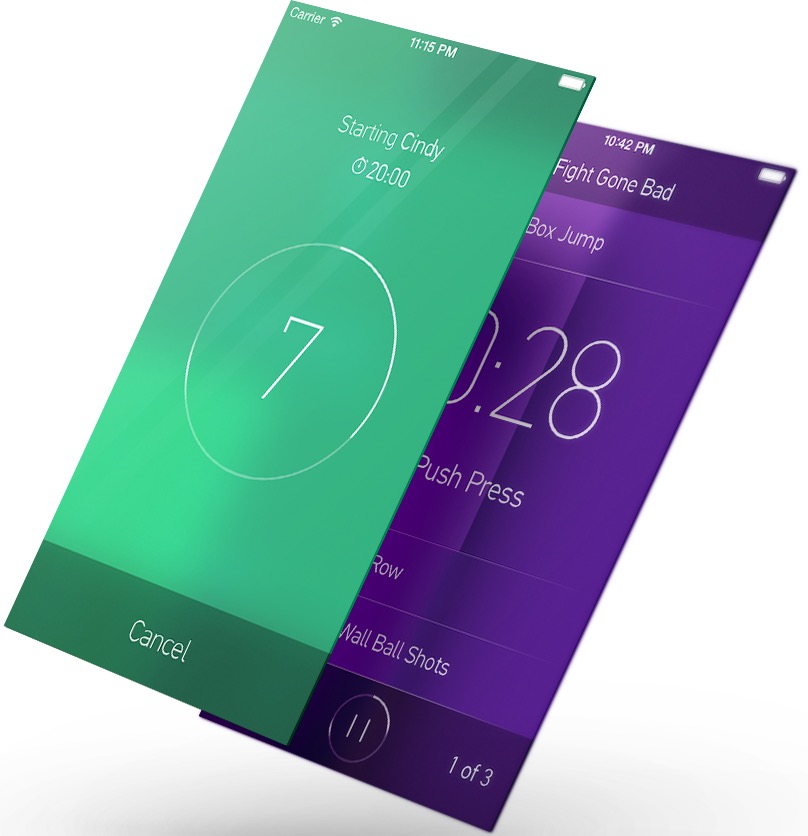 Carrier
11:15 PM
Starting Cindy
20:00
7
Cancel
10:42 PM
Fight Gone Bad
Box Jump
0:28
Push Press
Row
Wall Ball Shots
1 of 3